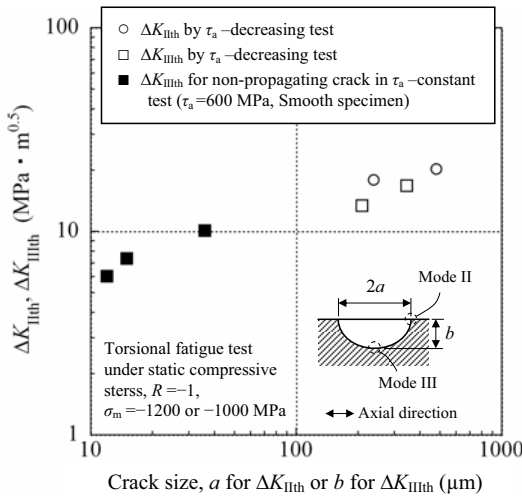 ○ ΔK_IIth by τ_a –decreasing test
□ ΔK_IIIth by τ_a –decreasing test
■ ΔK_IIIth for non-propagating crack in τ_a –constant
test (τ_a=600 MPa, Smooth specimen)
100
10
1
ΔK_IIth, ΔK_IIIth (MPa・m^0.5)
Mode II
2a
b
Mode III
Axial direction
Torsional fatigue test
under static compressive
sterss, R=−1,
σ_m=−1200 or −1000 MPa
10 100 1000
Crack size, a for ΔK_IIth or b for ΔK_IIIth (μm)